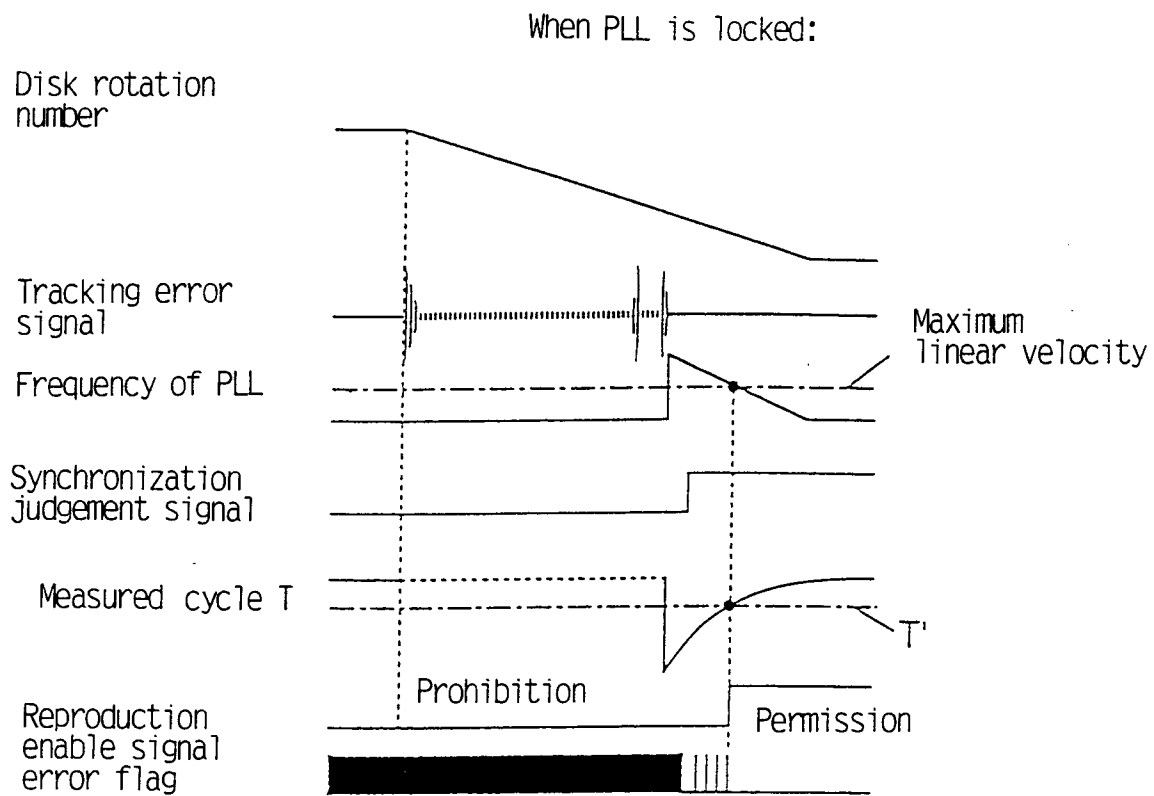 When PLL is locked:
Disk rotation
number
Tracking error
signal
Maximum
linear velocity
Frequency of PLL
Synchronization
judgement signal
Measured cycle T
T'
Prohibition
Permission
Reproduction
enable signal
error flag